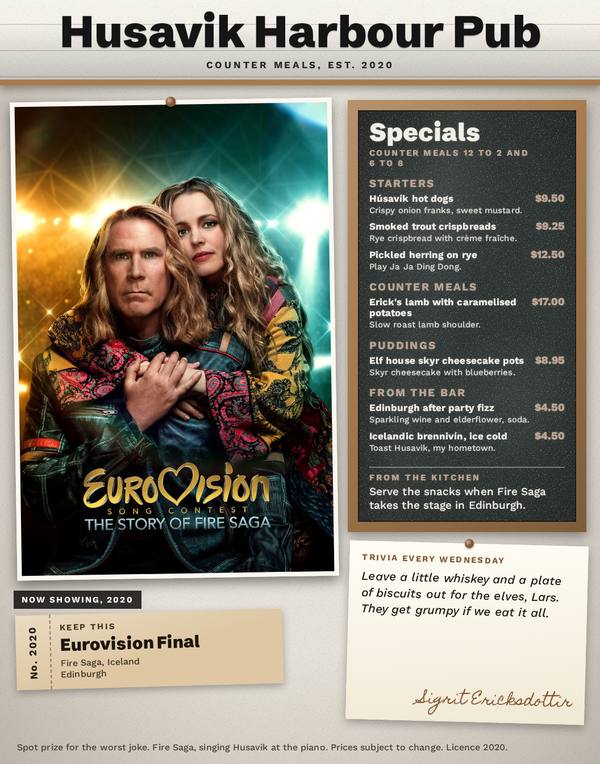 Husavik Harbour Pub
COUNTER MEALS, EST. 2020
EUROVISION
SONG CONTEST
THE STORY OF FIRE SAGA
NOW SHOWING, 2020
No. 2020
KEEP THIS
Eurovision Final
Fire Saga, Iceland
Edinburgh
Specials
COUNTER MEALS 12 TO 2 AND
6 TO 8
STARTERS
Húsavík hot dogs $9.50
Crispy onion franks, sweet mustard.
Smoked trout crispbreads $9.25
Rye crispbread with crème fraîche.
Pickled herring on rye $12.50
Play Ja Ja Ding Dong.
COUNTER MEALS
Erick's lamb with caramelised $17.00
potatoes
Slow roast lamb shoulder.
PUDDINGS
Elf house skyr cheesecake pots $8.95
Skyr cheesecake with blueberries.
FROM THE BAR
Edinburgh after party fizz $4.50
Sparkling wine and elderflower, soda.
Icelandic brennivín, ice cold $4.50
Toast Husavik, my hometown.
FROM THE KITCHEN
Serve the snacks when Fire Saga
takes the stage in Edinburgh.
TRIVIA EVERY WEDNESDAY
Leave a little whiskey and a plate
of biscuits out for the elves, Lars.
They get grumpy if we eat it all.
Sigrit Ericksdottir
Spot prize for the worst joke. Fire Saga, singing Husavik at the piano. Prices subject to change. Licence 2020.